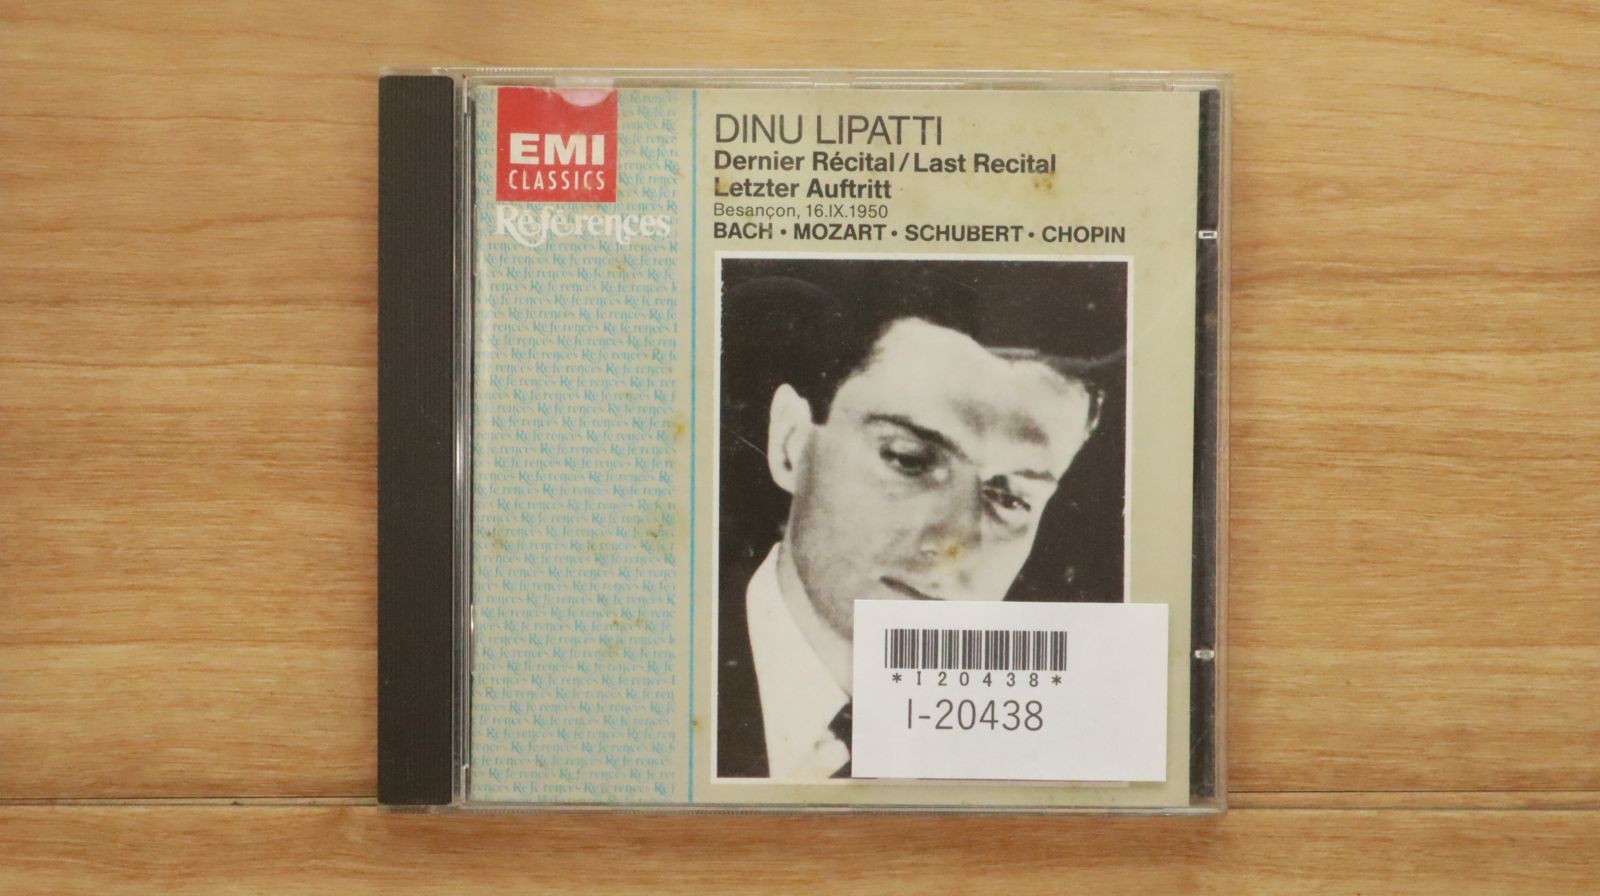 EMI
CLASSICS
Références
DINU LIPATTI
Dernier Récital/Last Recital
Letzter Auftritt
Besançon, 16.IX.1950
BACH • MOZART • SCHUBERT • CHOPIN
*I20438*
I-20438